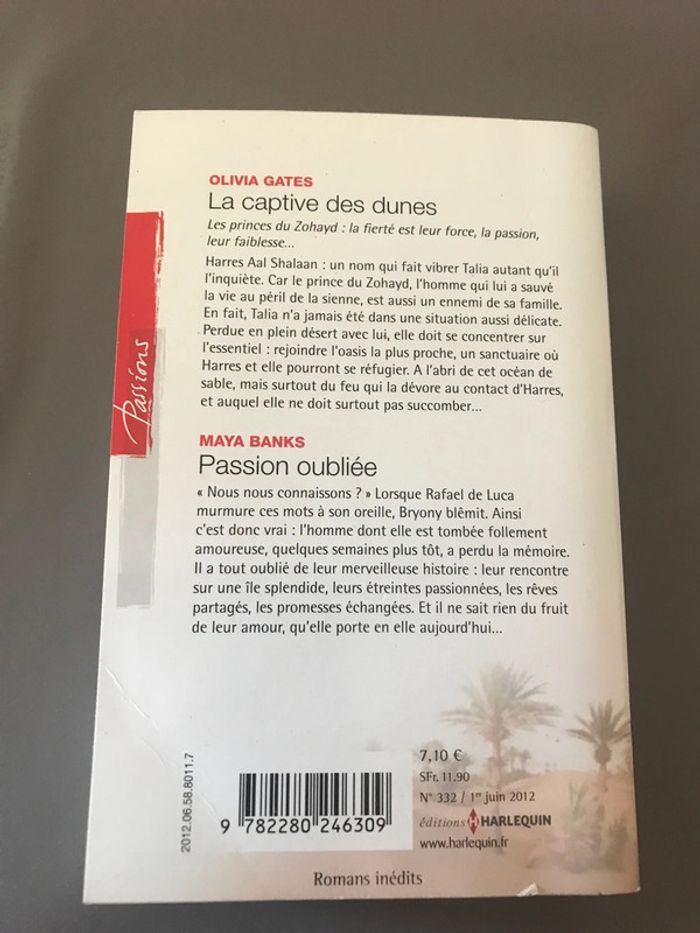 OLIVIA GATES
La captive des dunes
Les princes du Zohayd : la fierté est leur force, la passion,
leur faiblesse...
Harres Aal Shalaan : un nom qui fait vibrer Talia autant qu'il
l'inquiète. Car le prince du Zohayd, l'homme qui lui a sauvé
la vie au péril de la sienne, est aussi un ennemi de sa famille.
En fait, Talia n'a jamais été dans une situation aussi délicate.
Perdue en plein désert avec lui, elle doit se concentrer sur
l'essentiel : rejoindre l'oasis la plus proche, un sanctuaire où
Harres et elle pourront se réfugier. A l'abri de cet océan de
sable, mais surtout du feu qui la dévore au contact d'Harres,
et auquel elle ne doit surtout pas succomber...
Passions
MAYA BANKS
Passion oubliée
« Nous nous connaissons ? » Lorsque Rafael de Luca
murmure ces mots à son oreille, Bryony blêmit. Ainsi
c'est donc vrai : l'homme dont elle est tombée follement
amoureuse, quelques semaines plus tôt, a perdu la mémoire.
Il a tout oublié de leur merveilleuse histoire : leur rencontre
sur une île splendide, leurs étreintes passionnées, les rêves
partagés, les promesses échangées. Et il ne sait rien du fruit
de leur amour, qu'elle porte en elle aujourd'hui...
2012.06.58.8011.7
9 782280 246309
7,10 €
SFr. 11.90
N° 332 / 1er juin 2012
éditions H HARLEQUIN
www.harlequin.fr
Romans inédits